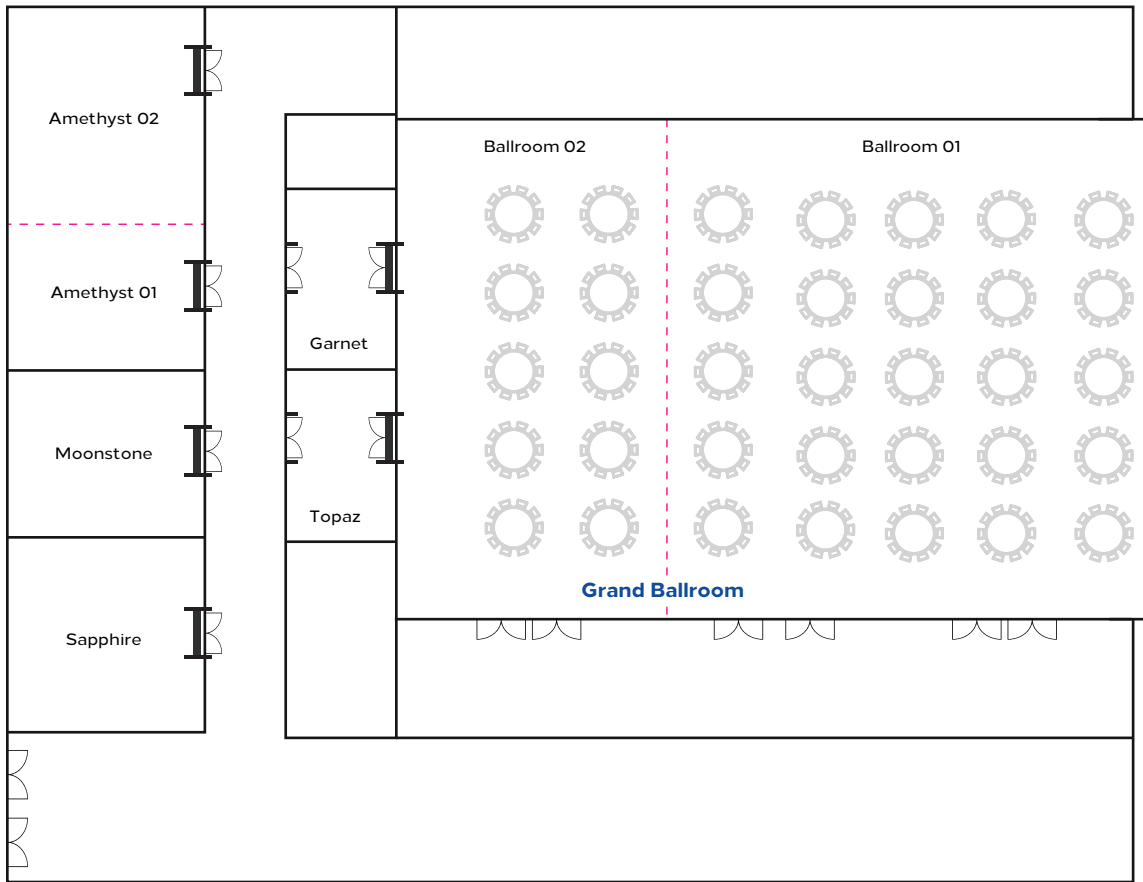 Amethyst 02
Ballroom 02
Ballroom 01
Amethyst 01
Garnet
Moonstone
Topaz
Grand Ballroom
Sapphire